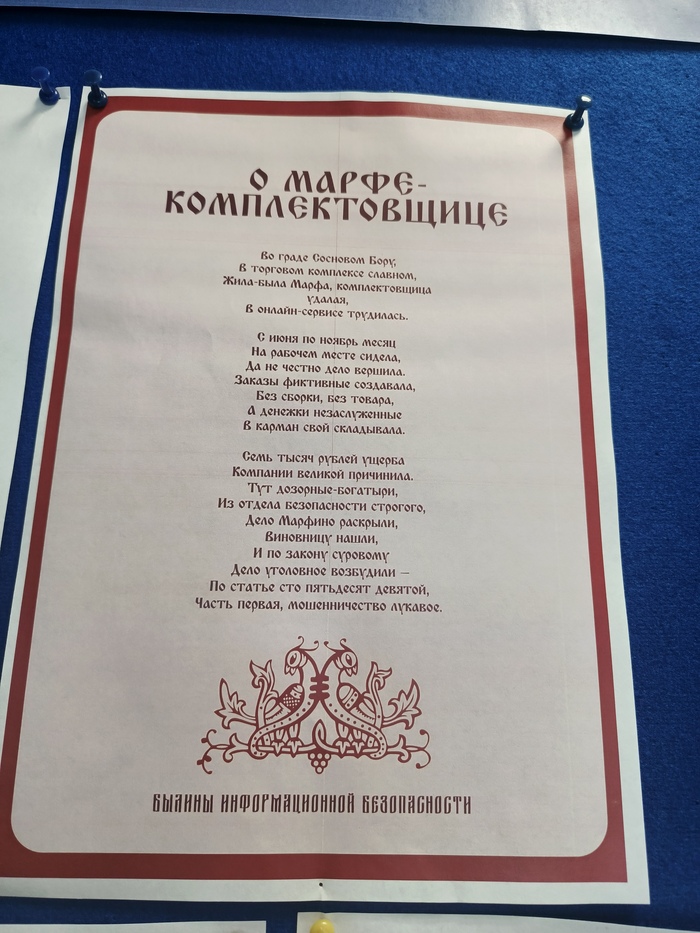 О МАРФЕ-
КОМПЛЕКТОВЩИЦЕ
Во граде Сосновом Бору,
В торговом комплексе славном,
Жила-была Марфа, комплектовщица
удалая,
В онлайн-сервисе трудилась.
С июня по ноябрь месяц
На рабочем месте сидела,
Да не честно дело вершила.
Заказы фиктивные создавала,
Без сборки, без товара,
А денежки незаслуженные
В карман свой складывала.
Семь тысяч рублей ущерба
Компании великой причинила.
Тут дозорные-богатыри,
Из отдела безопасности строгого,
Дело Марфино раскрыли,
Виновницу нашли,
И по закону суровому
Дело уголовное возбудили —
По статье сто пятьдесят девятой,
Часть первая, мошенничество лукавое.
БЫЛИНЫ ИНФОРМАЦИОННОЙ БЕЗОПАСНОСТИ